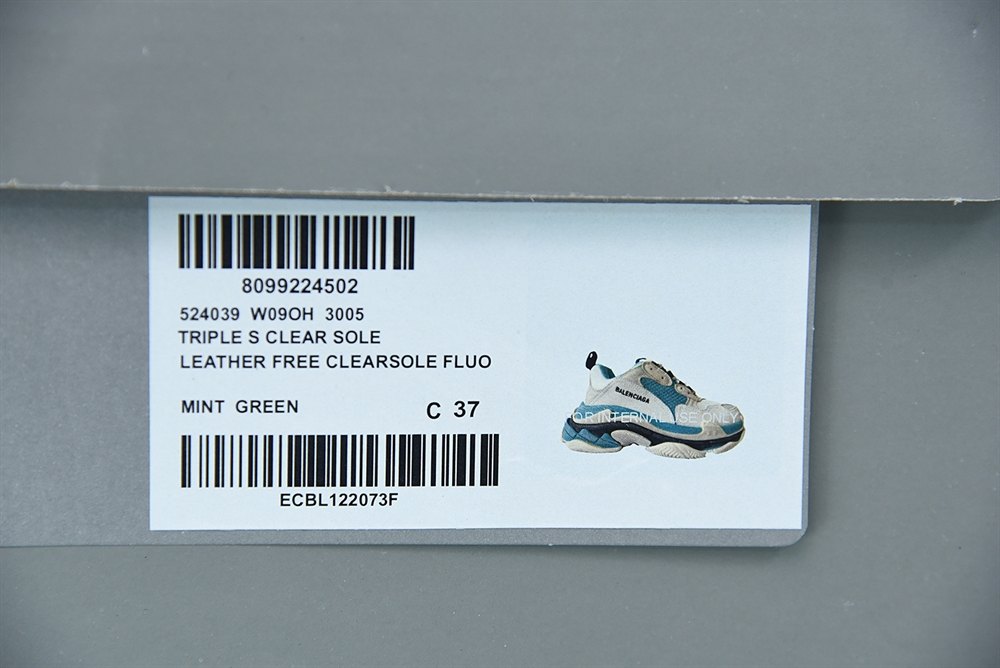 8099224502
524039 W09OH 3005
TRIPLE S CLEAR SOLE
LEATHER FREE CLEARSOLE FLUO
MINT GREEN C 37
ECBL122073F
BALENCIAGA
FOR INTERNAL USE ONLY